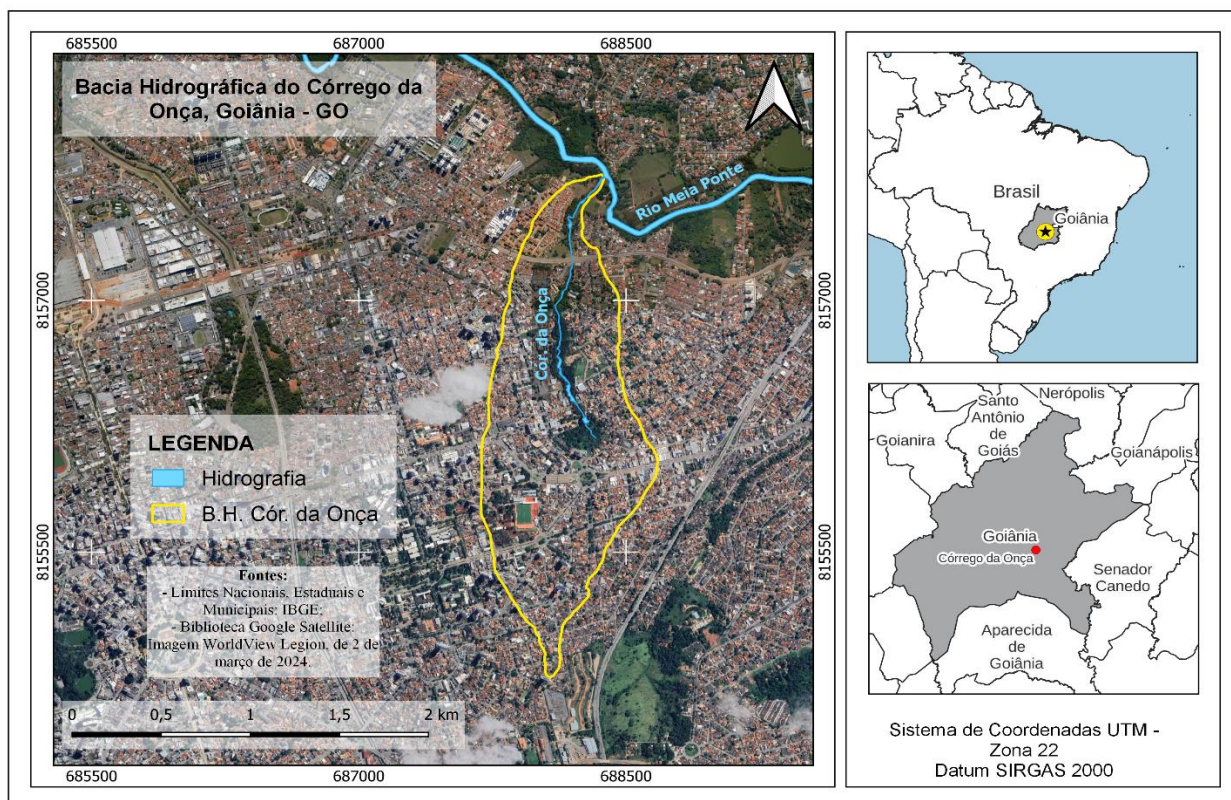 685500
687000
688500
Bacia Hidrográfica do Córrego da
Onça, Goiânia - GO
Rio Meia Ponte
8157000
8157000
Cór. da Onça
LEGENDA
Hidrografia
B.H. Cór. da Onça
8155500
8155500
Fontes:
- Limites Nacionais, Estaduais e
Municipais: IBGE;
- Biblioteca Google Satellite:
Imagem WorldView Legion, de 2 de
março de 2024.
0 0,5 1 1,5 2 km
685500
687000
688500
Brasil
Goiânia
Nerópolis
Santo
Antônio
de
Goiás
Goianira
Goianápolis
Goiânia
Córrego da Onça
Senador
Canedo
Aparecida
de
Goiânia
Sistema de Coordenadas UTM -
Zona 22
Datum SIRGAS 2000